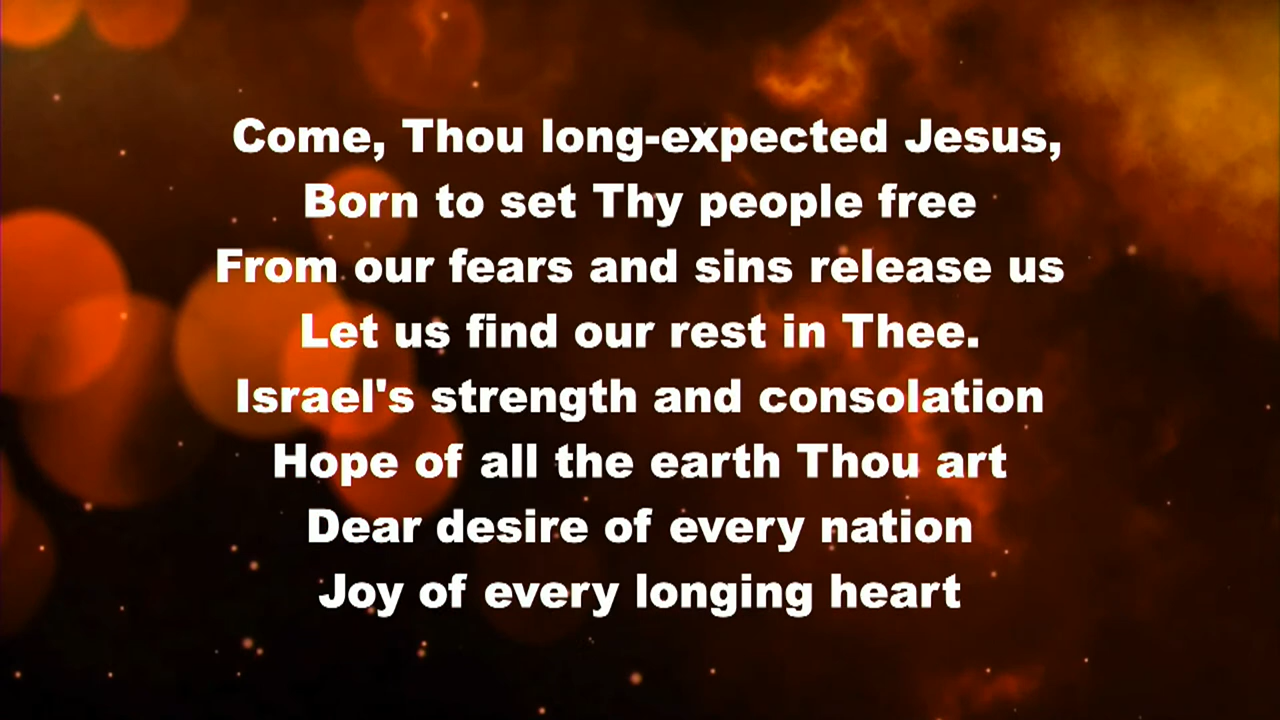 Come, Thou long-expected Jesus,
Born to set Thy people free
From our fears and sins release us
Let us find our rest in Thee.
Israel's strength and consolation
Hope of all the earth Thou art
Dear desire of every nation
Joy of every longing heart